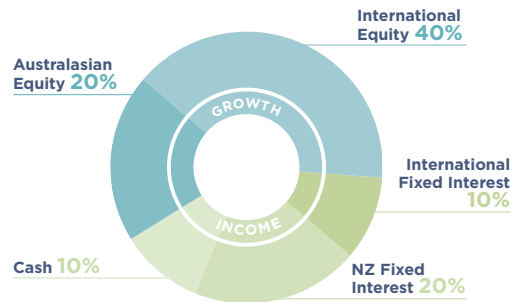 International
Equity 40%
Australasian
Equity 20%
GROWTH
International
Fixed Interest
10%
INCOME
Cash 10%
NZ Fixed
Interest 20%